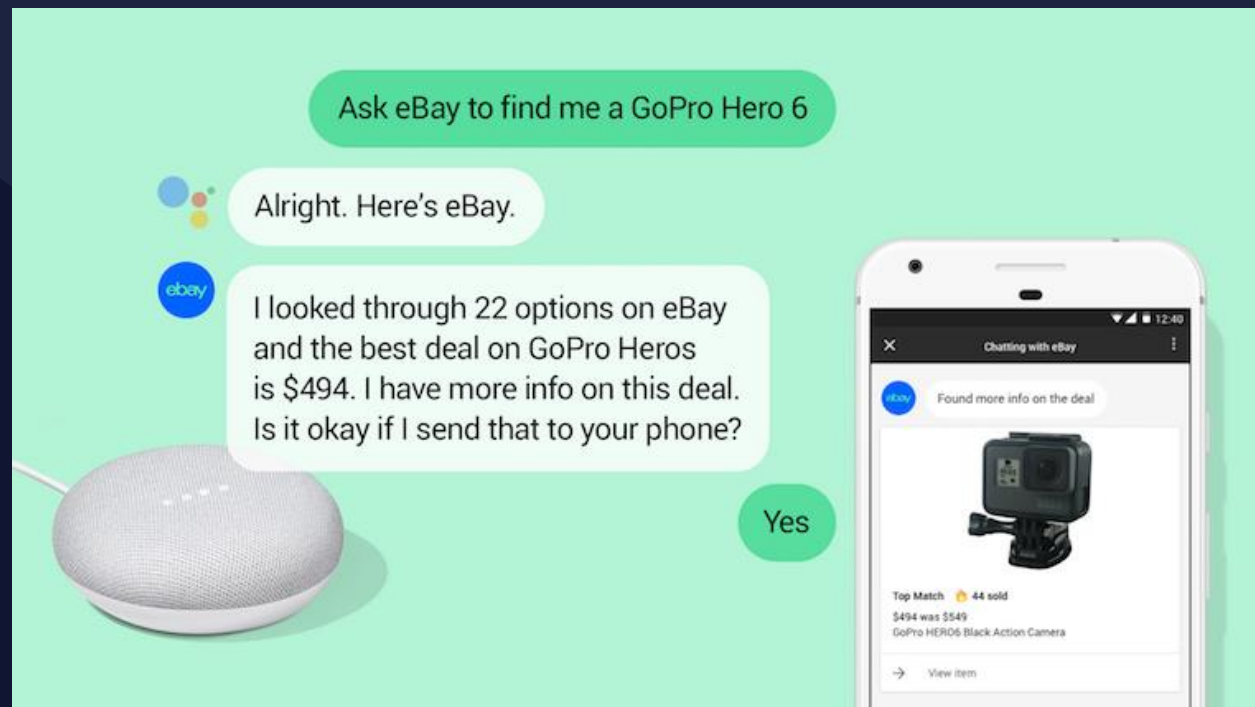 Ask eBay to find me a GoPro Hero 6
Alright. Here's eBay.
ebay
I looked through 22 options on eBay
and the best deal on GoPro Heros
is $494. I have more info on this deal.
Is it okay if I send that to your phone?
Yes
12:40
Chatting with eBay
ebay
Found more info on the deal
Top Match 🔥 44 sold
$494 was $549
GoPro HERO6 Black Action Camera
View item